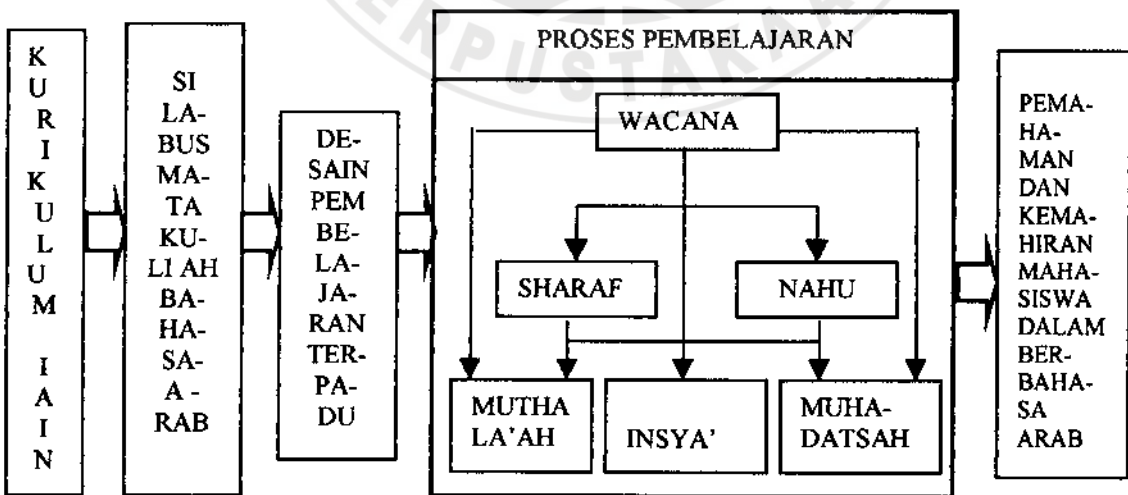 K
U
R
I
K
U
L
U
M
I
A
I
N
SI
LA-
BUS
MA-
TA
KU-
LI AH
BA-
HA-
SA-
A -
RAB
DE-
SAIN
PEM
BE-
LA-
JA-
RAN
TER-
PA-
DU
ERPUSTAKAA
PROSES PEMBELAJARAN
WACANA
SHARAF
NAHU
MUTHA
LA'AH
INSYA'
MUHA-
DATSAH
PEMA-
HA-
MAN
DAN
KEMA-
HIRAN
MAHA-
SISWA
DALAM
BER-
BAHA-
SA
ARAB